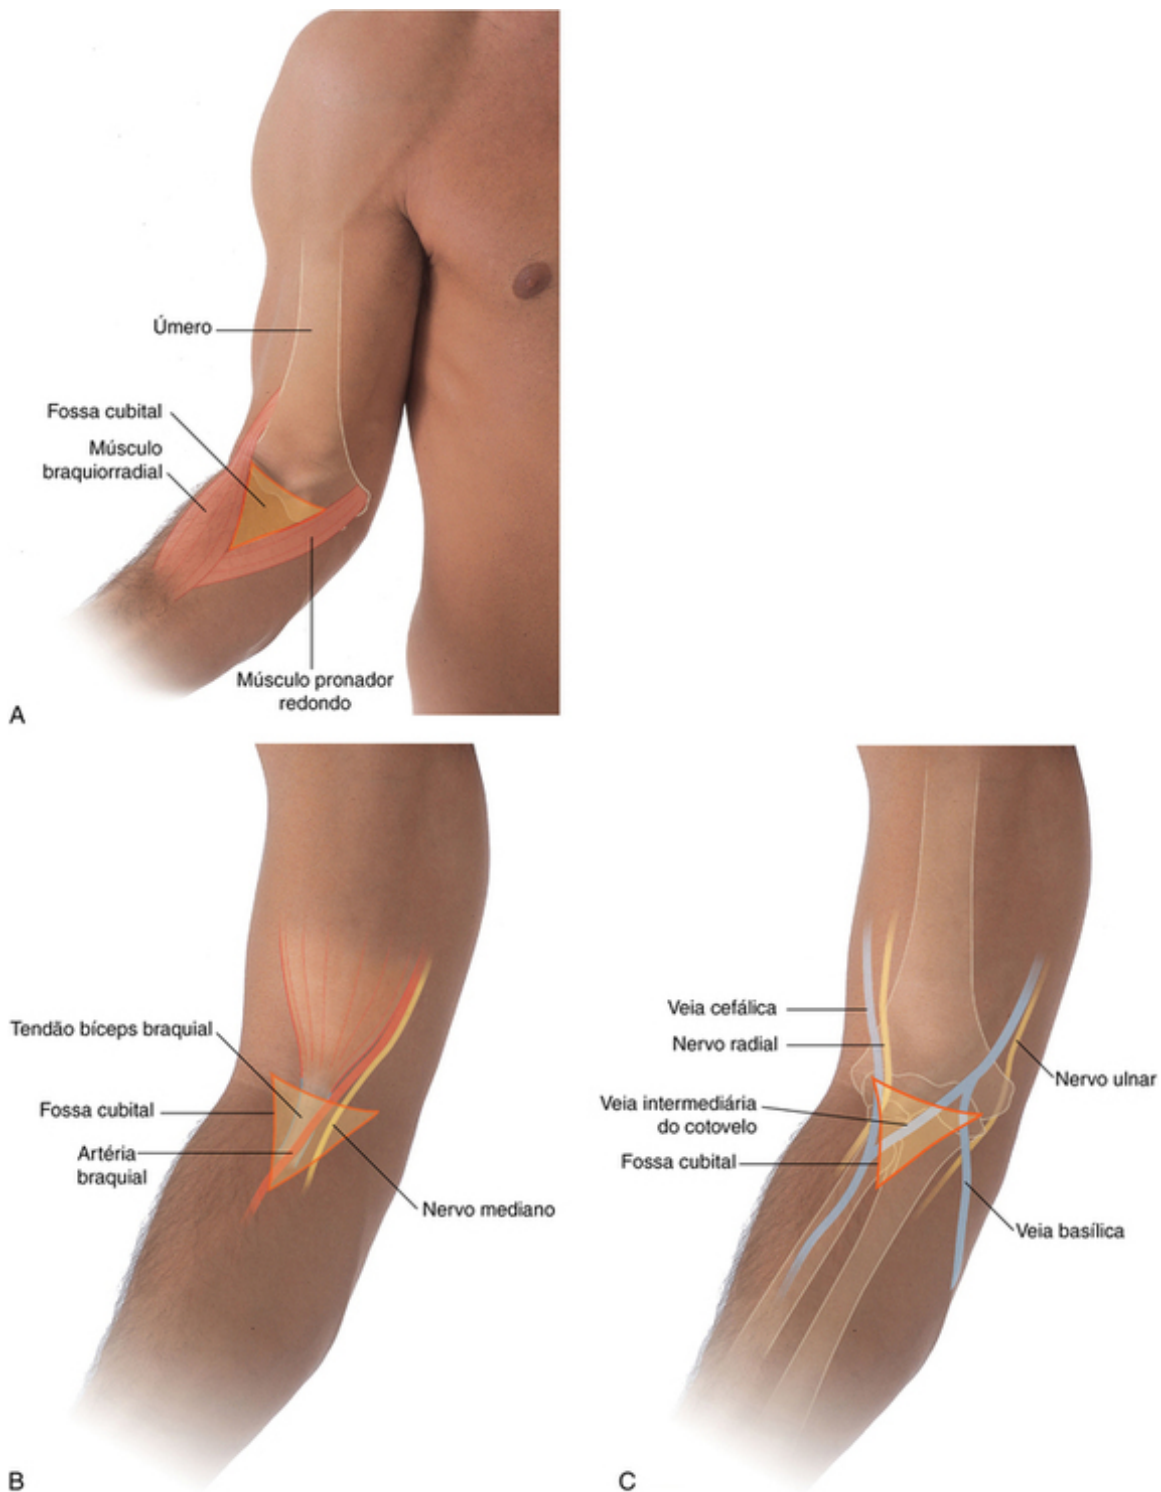 Úmero
Fossa cubital
Músculo
braquiorradial
Músculo pronador
redondo
A
Tendão bíceps braquial
Fossa cubital
Artéria
braquial
Nervo mediano
B
Veia cefálica
Nervo radial
Nervo ulnar
Veia intermediária
do cotovelo
Fossa cubital
Veia basílica
C